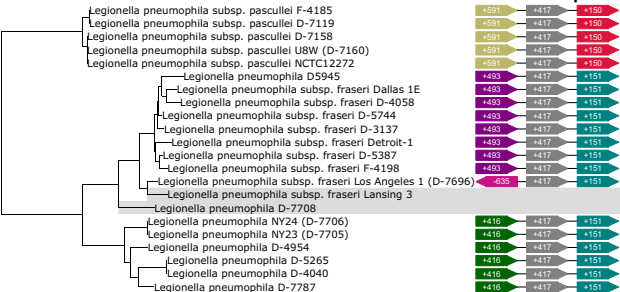 Legionella pneumophila subsp. pascullei F-4185 +591 +417 +150
Legionella pneumophila subsp. pascullei D-7119 +591 +417 +150
Legionella pneumophila subsp. pascullei D-7158 +591 +417 +150
Legionella pneumophila subsp. pascullei U8W (D-7160) +591 +417 +150
Legionella pneumophila subsp. pascullei NCTC12272 +591 +417 +150
Legionella pneumophila D5945 +493 +417 +151
Legionella pneumophila subsp. fraseri Dallas 1E +493 +417 +151
Legionella pneumophila subsp. fraseri D-4058 +493 +417 +151
Legionella pneumophila subsp. fraseri D-5744 +493 +417 +151
Legionella pneumophila subsp. fraseri D-3137 +493 +417 +151
Legionella pneumophila subsp. fraseri Detroit-1 +493 +417 +151
Legionella pneumophila subsp. fraseri D-5387 +493 +417 +151
Legionella pneumophila subsp. fraseri F-4198 +493 +417 +151
Legionella pneumophila subsp. fraseri Los Angeles 1 (D-7696) -635 +417 +151
Legionella pneumophila subsp. fraseri Lansing 3
Legionella pneumophila D-7708
Legionella pneumophila NY24 (D-7706) +416 +417 +151
Legionella pneumophila NY23 (D-7705) +416 +417 +151
Legionella pneumophila D-4954 +416 +417 +151
Legionella pneumophila D-5265 +416 +417 +151
Legionella pneumophila D-4040 +416 +417 +151
Legionella pneumophila D-7787 +416 +417 +151